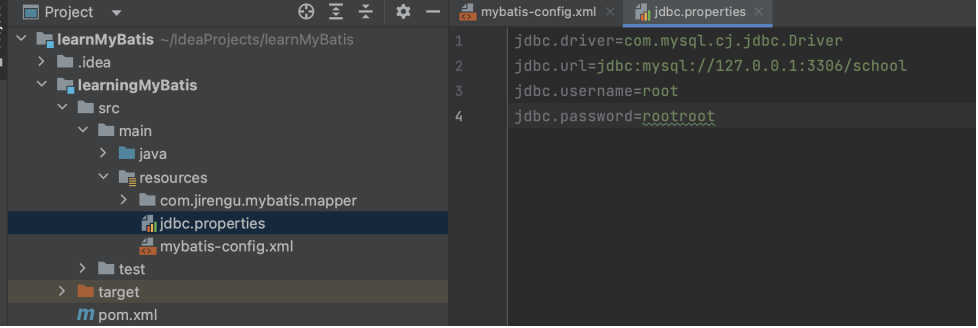 Project
learnMyBatis ~/IdeaProjects/learnMyBatis
.idea
learningMyBatis
src
main
java
resources
com.jirengu.mybatis.mapper
jdbc.properties
mybatis-config.xml
test
target
pom.xml
mybatis-config.xml
jdbc.properties
1 jdbc.driver=com.mysql.cj.jdbc.Driver
2 jdbc.url=jdbc:mysql://127.0.0.1:3306/school
3 jdbc.username=root
4 jdbc.password=rootroot